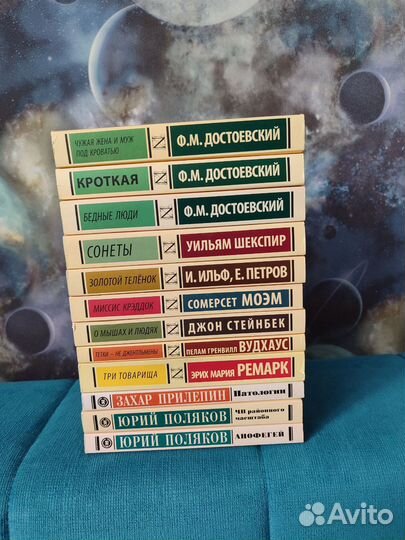 ЧУЖАЯ ЖЕНА И МУЖ
ПОД КРОВАТЬЮ
Ф.М. ДОСТОЕВСКИЙ
КРОТКАЯ
Ф.М. ДОСТОЕВСКИЙ
БЕДНЫЕ ЛЮДИ
Ф.М. ДОСТОЕВСКИЙ
СОНЕТЫ
УИЛЬЯМ ШЕКСПИР
ЗОЛОТОЙ ТЕЛЁНОК
И. ИЛЬФ, Е. ПЕТРОВ
МИССИС КРЭДДОК
СОМЕРСЕТ МОЭМ
О МЫШАХ И ЛЮДЯХ
ДЖОН СТЕЙНБЕК
ТЕТКИ – НЕ ДЖЕНТЛЬМЕНЫ
ПЕЛАМ ГРЕНВИЛЛ
ВУДХАУС
ТРИ ТОВАРИЩА
ЭРИХ МАРИЯ
РЕМАРК
ЗАХАР ПРИЛЕПИН Патологии
ЮРИЙ ПОЛЯКОВ
ЧП районного
масштаба
ЮРИЙ ПОЛЯКОВ АПОФЕГЕЙ
Avito